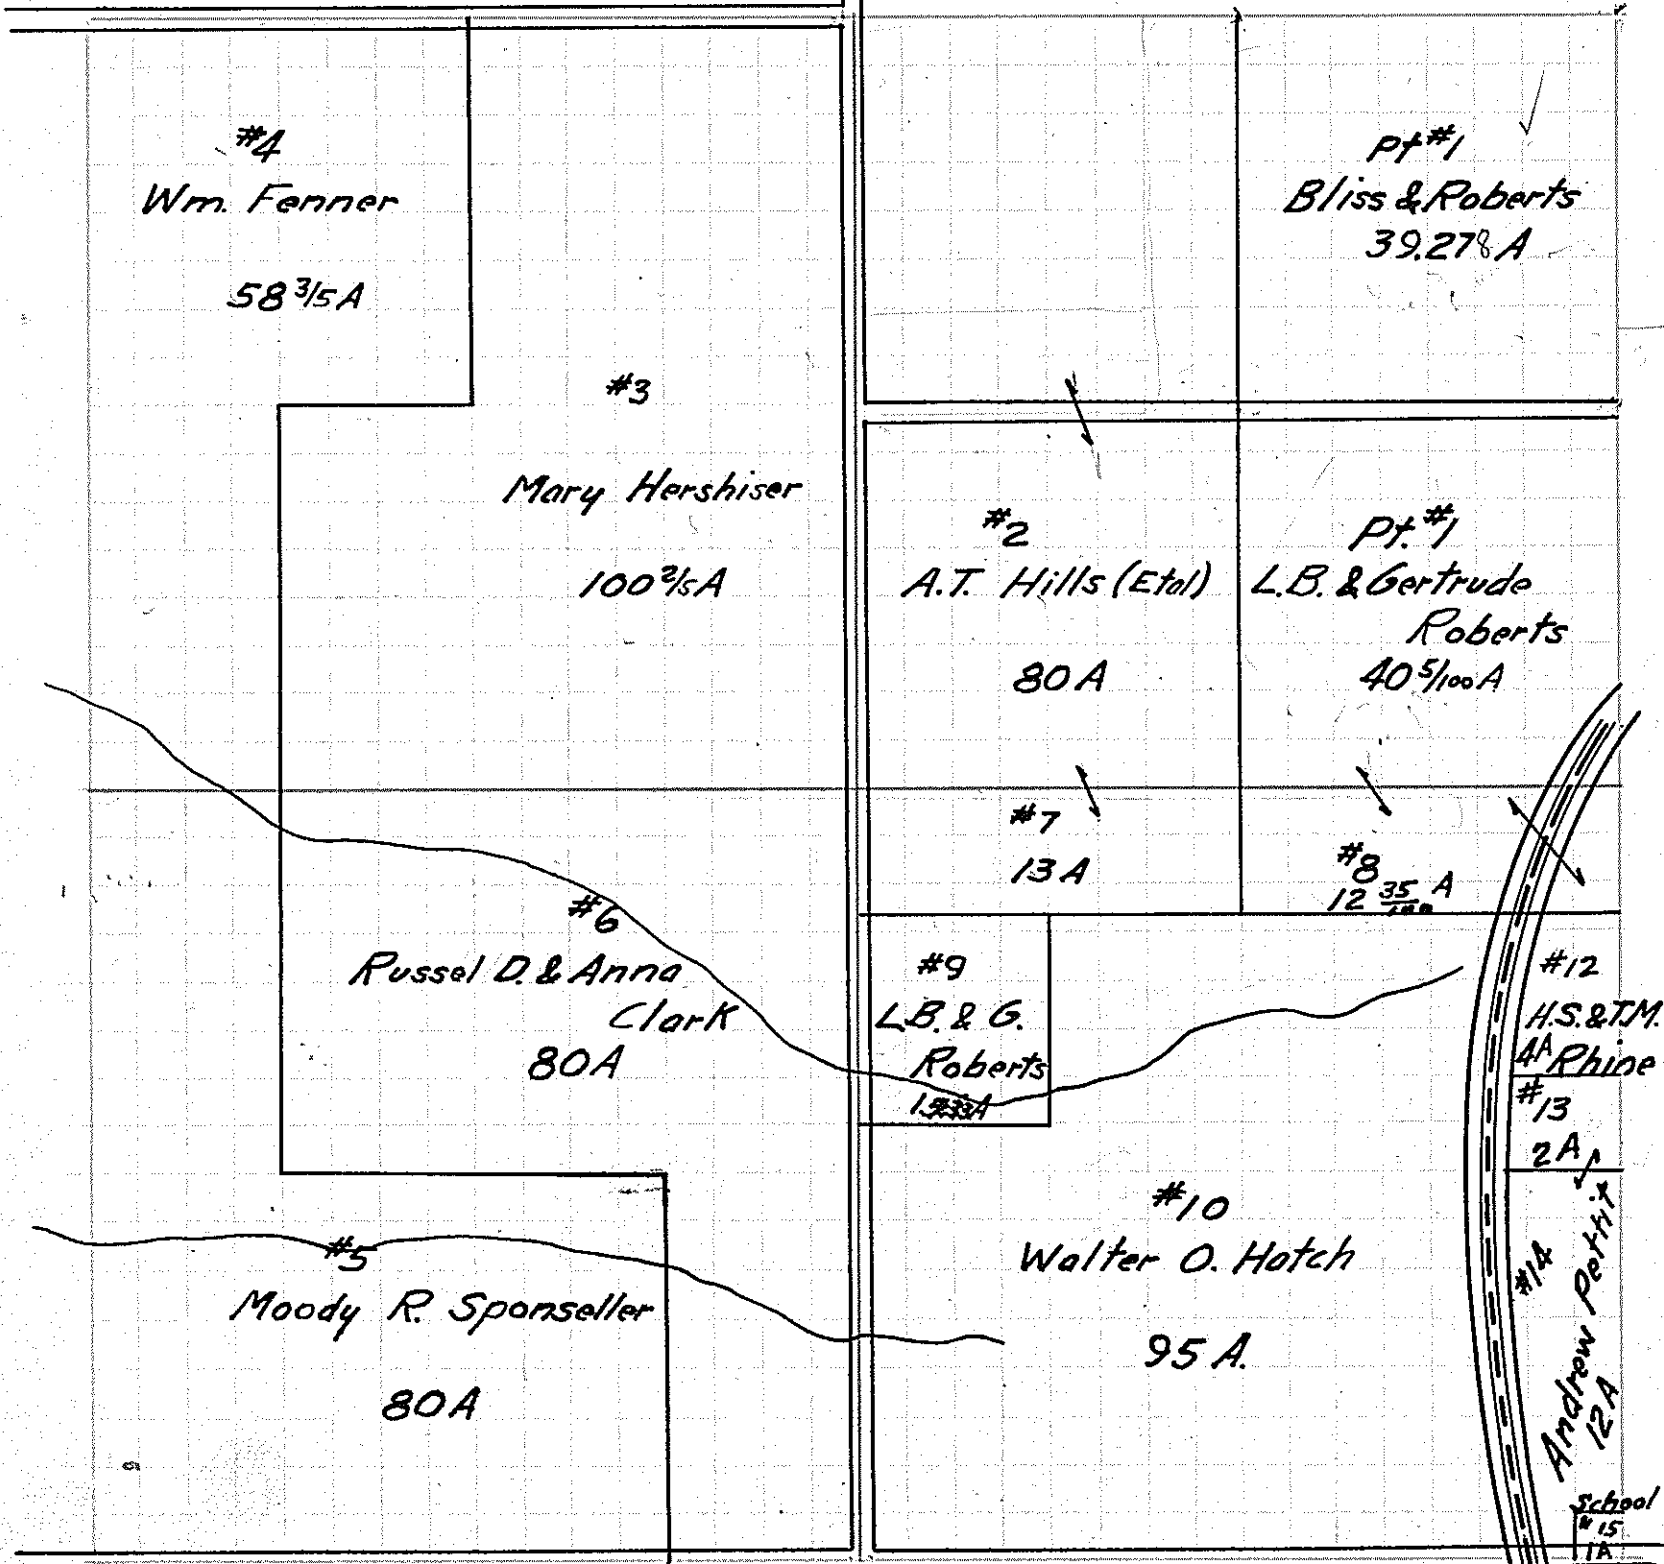 #4
Wm. Fenner
58 3/5 A
#3
Mary Hershiser
100 2/5 A
Pt #1
Bliss & Roberts
39.278 A
#2
A.T. Hills (Etal)
80 A
Pt. #1
L.B. & Gertrude
Roberts
40 5/100 A
#7
13 A
#8
12 35/100 A
#6
Russel D. & Anna
Clark
80 A
#9
L.B. & G.
Roberts
#12
H.S. & T.M.
4A Rhine
#13
2 A
#5
Moody R. Sponseller
80 A
#10
Walter O. Hatch
95 A.
#14
Andrew Pettit
12 A
School
#15
1A